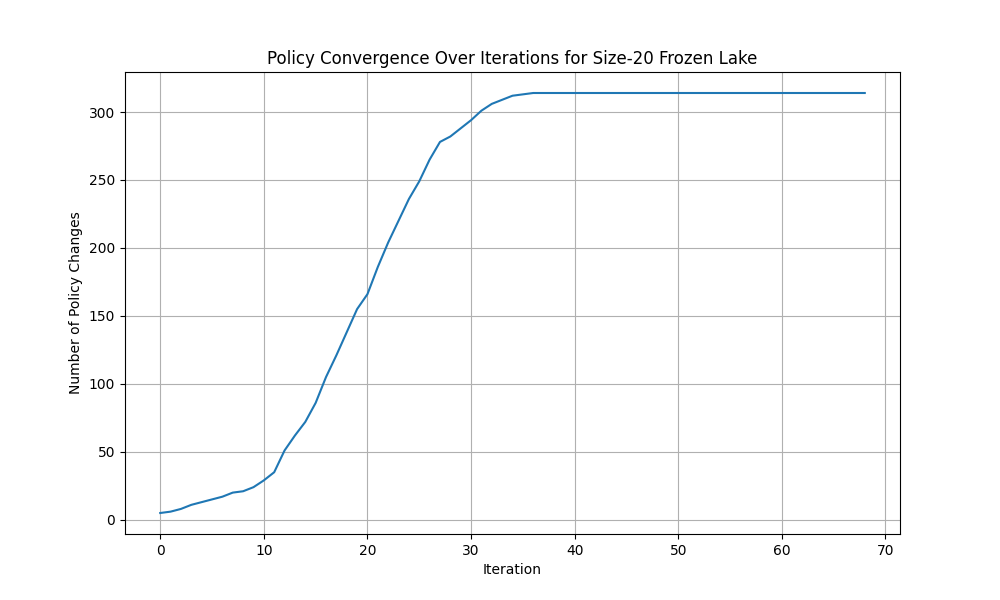 Policy Convergence Over Iterations for Size-20 Frozen Lake
Number of Policy Changes
300
250
200
150
100
50
0
0 10 20 30 40 50 60 70
Iteration